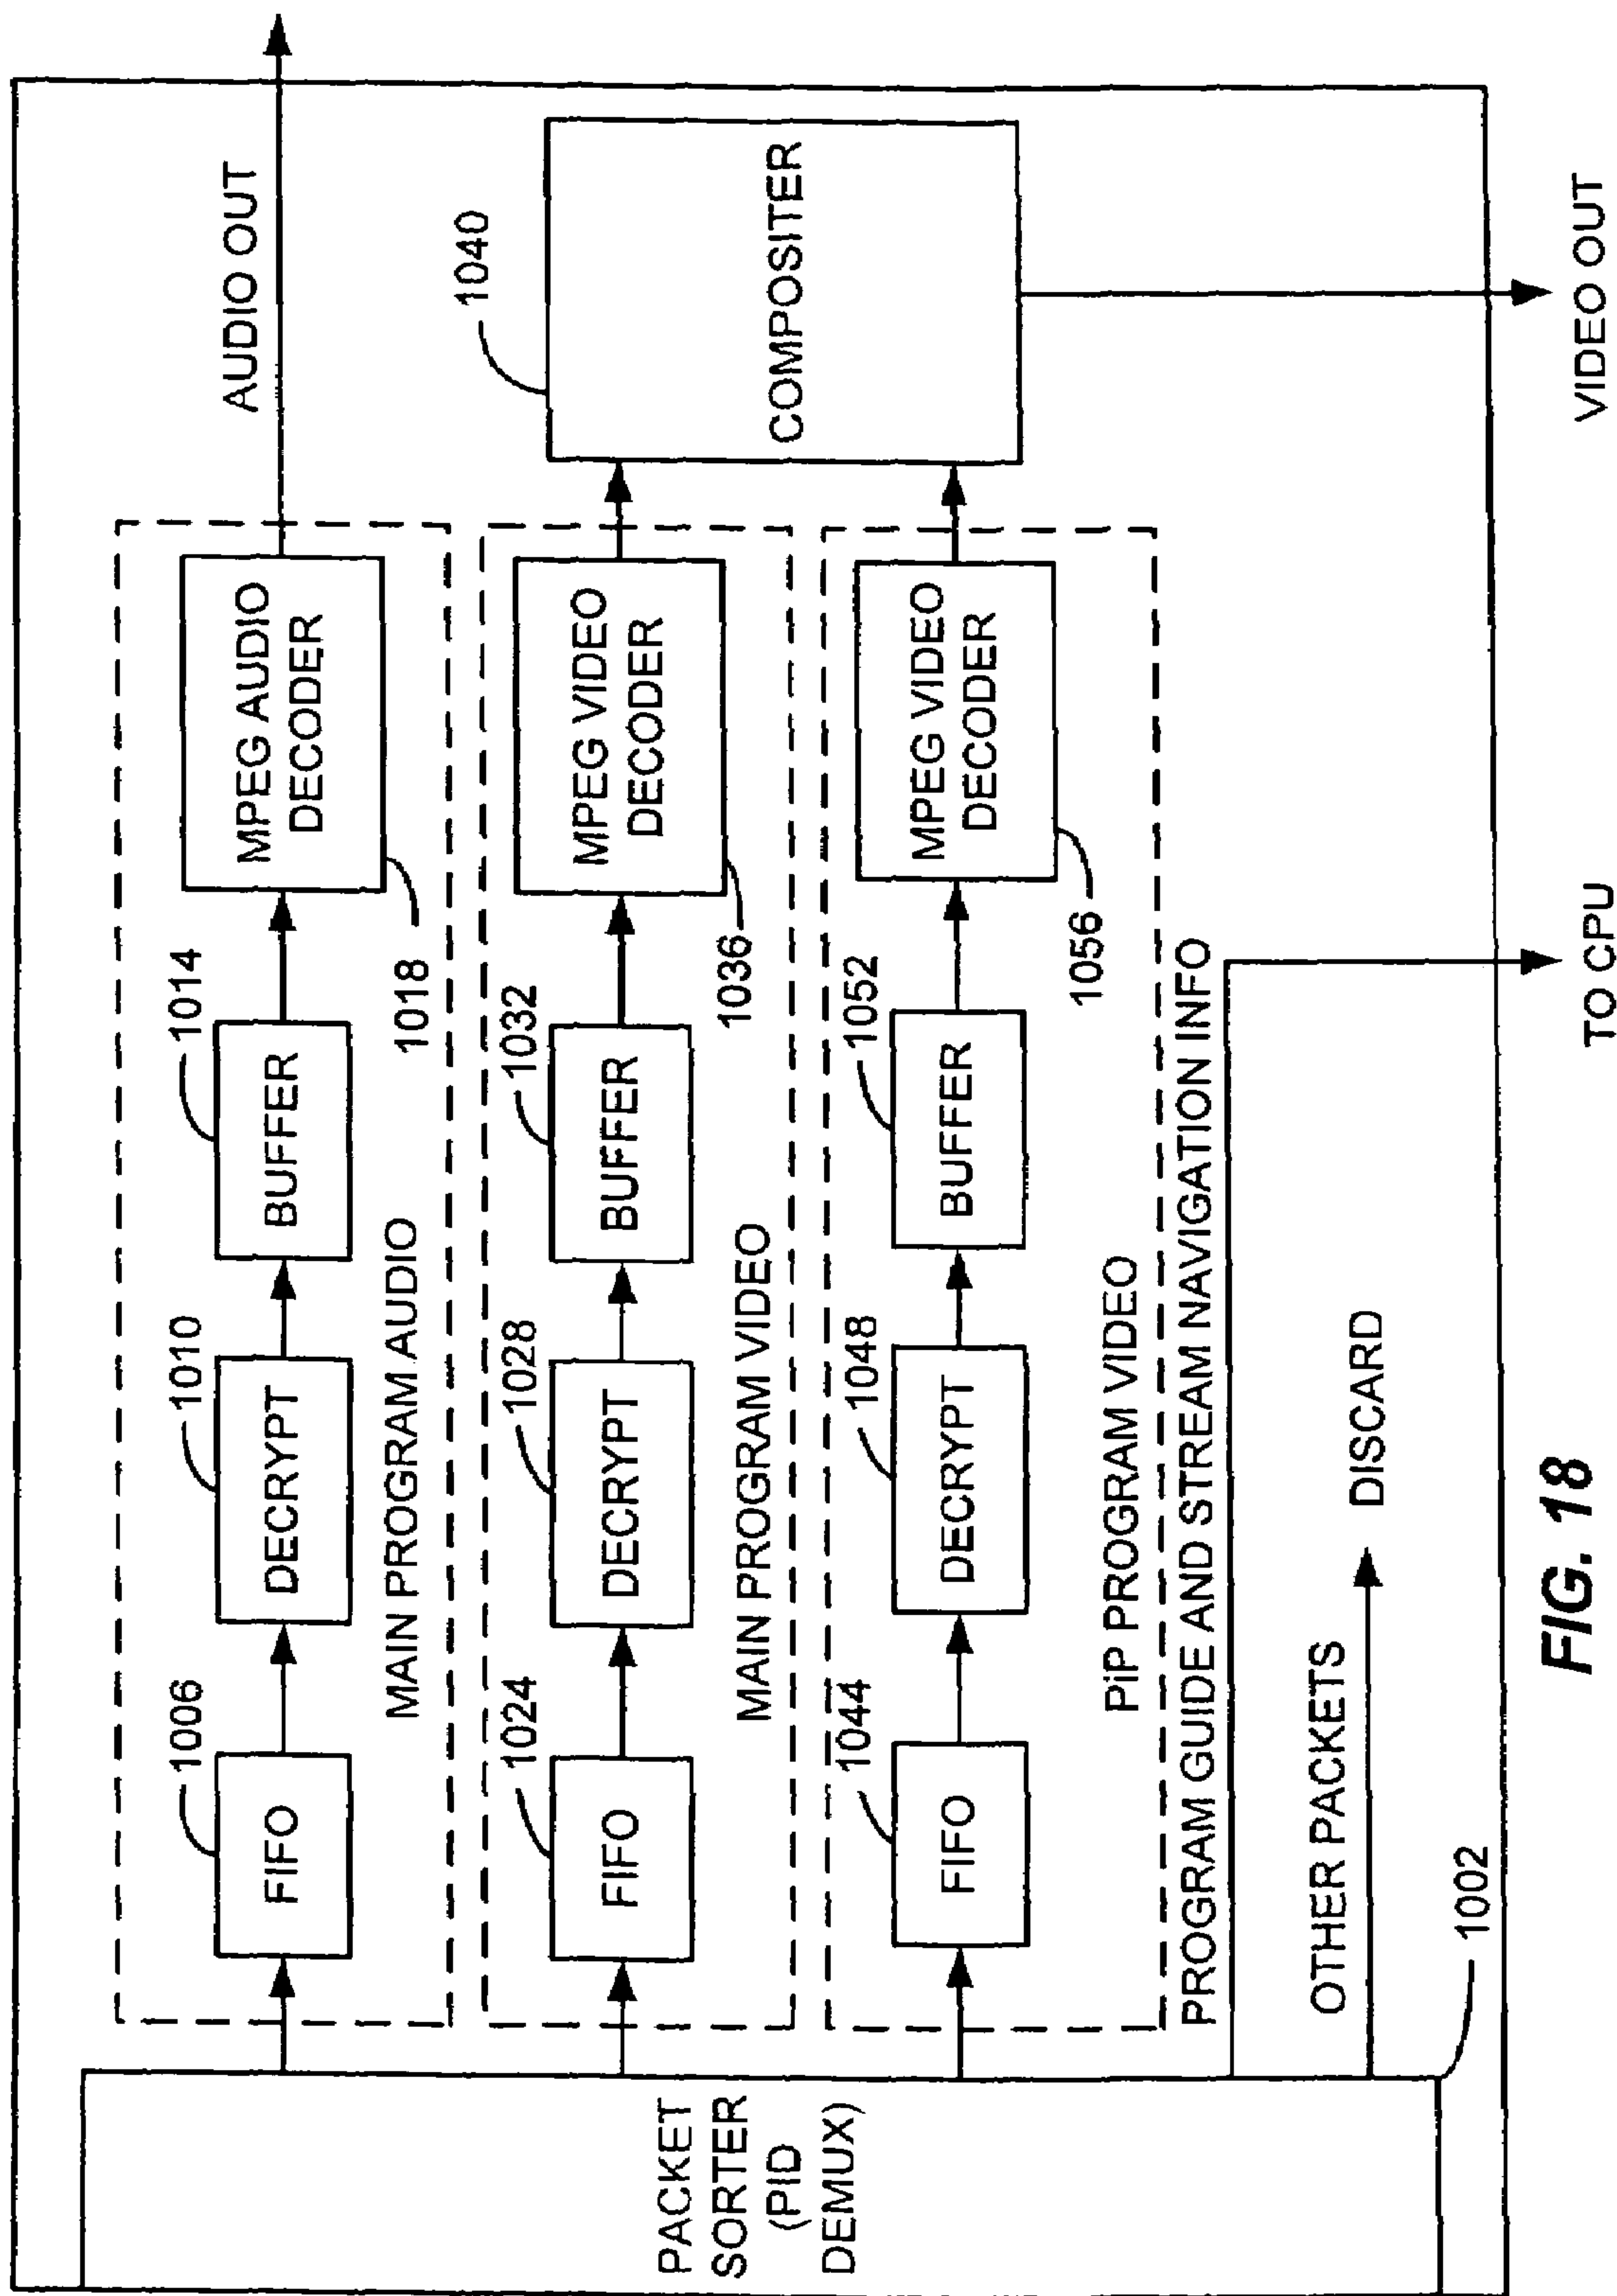 AUDIO OUT
1006
1010
1014
FIFO
DECRYPT
BUFFER
MPEG AUDIO
DECODER
MAIN PROGRAM AUDIO
1018
1024
1028
1032
1040
FIFO
DECRYPT
BUFFER
MPEG VIDEO
DECODER
COMPOSITER
PACKET
SORTER
(PID
DEMUX)
MAIN PROGRAM VIDEO
1036
1044
1048
1052
FIFO
DECRYPT
BUFFER
MPEG VIDEO
DECODER
1056
PiP PROGRAM VIDEO
PROGRAM GUIDE AND STREAM NAVIGATION INFO
OTHER PACKETS
DISCARD
1002
TO CPU
VIDEO OUT
FIG. 18